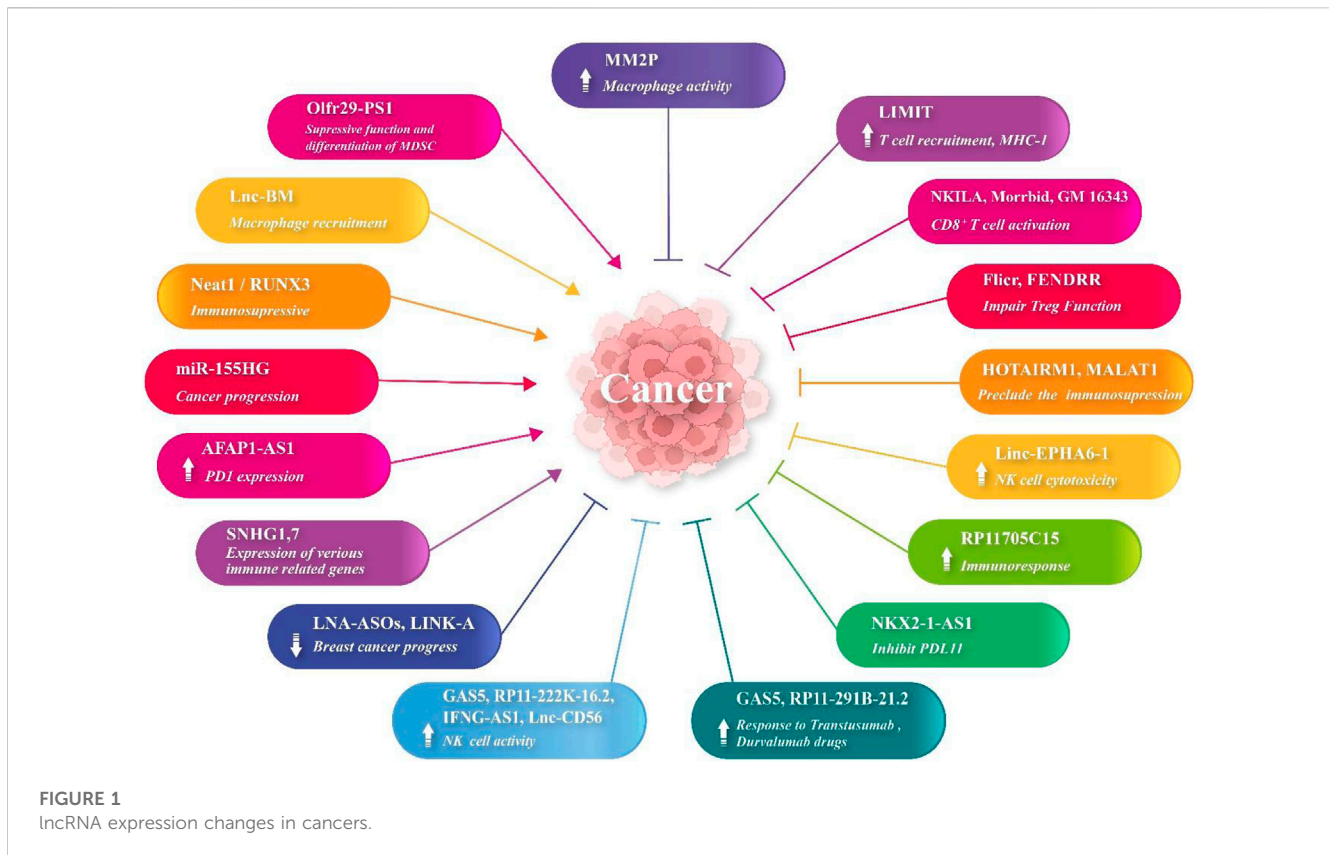 MM2P
Macrophage activity
Olfr29-PS1
Supressive function and
differentiation of MDSC
LIMIT
T cell recruitment, MHC-1
Lnc-BM
Macrophage recruitment
NKILA, Morrbid, GM 16343
CD8+ T cell activation
Neat1 / RUNX3
Immunosupressive
Flicr, FENDRR
Impair Treg Function
miR-155HG
Cancer progression
Cancer
HOTAIRM1, MALAT1
Preclude the immunosupression
AFAP1-AS1
PD1 expression
Linc-EPHA6-1
NK cell cytotoxicity
SNHG1,7
Expression of verious
immune related genes
RP11705C15
Immunoresponse
LNA-ASOs, LINK-A
Breast cancer progress
NKX2-1-AS1
Inhibit PDL11
GAS5, RP11-222K-16.2,
IFNG-AS1, Lnc-CD56
NK cell activity
GAS5, RP11-291B-21.2
Response to Transtusumab ,
Durvalumab drugs
FIGURE 1
lncRNA expression changes in cancers.